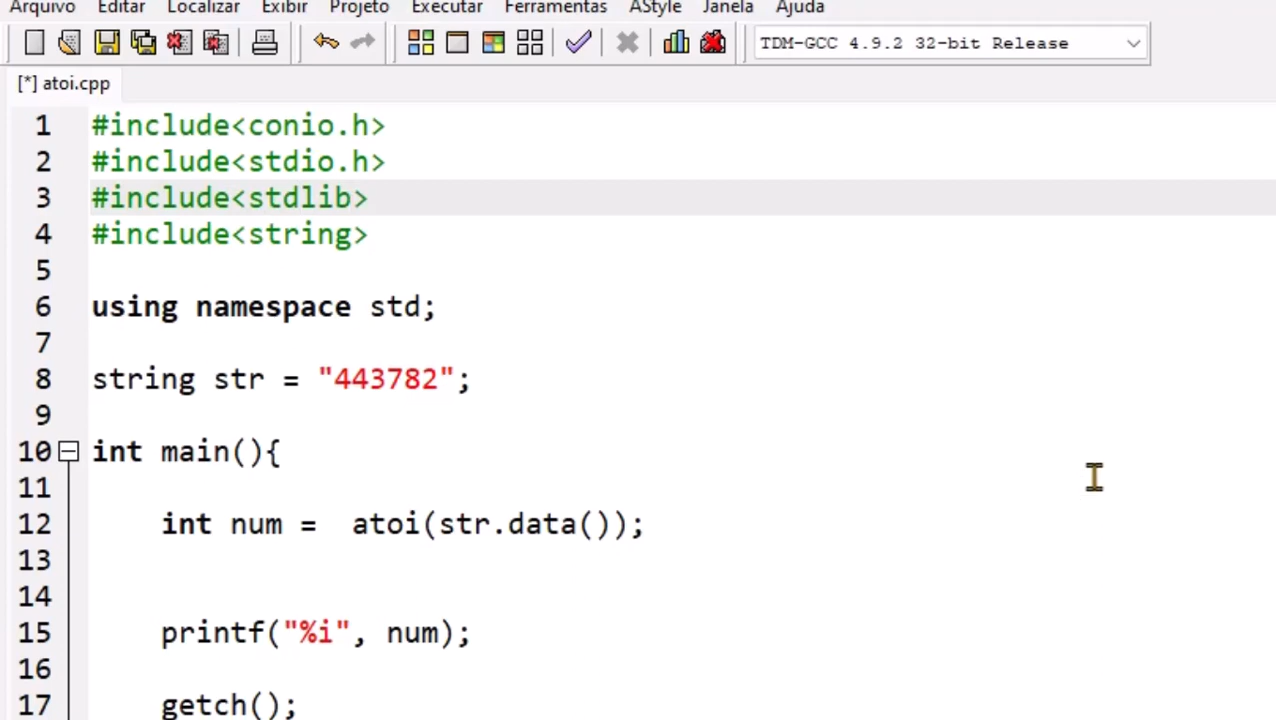 Arquivo Editar Localizar Exibir Projeto Executar Ferramentas AStyle Janela Ajuda
TDM-GCC 4.9.2 32-bit Release
[*] atoi.cpp
1 #include<conio.h>
2 #include<stdio.h>
3 #include<stdlib>
4 #include<string>
5
6 using namespace std;
7
8 string str = "443782";
9
10 int main(){
11
12 int num =  atoi(str.data());
13
14
15 printf("%i", num);
16
17 getch();